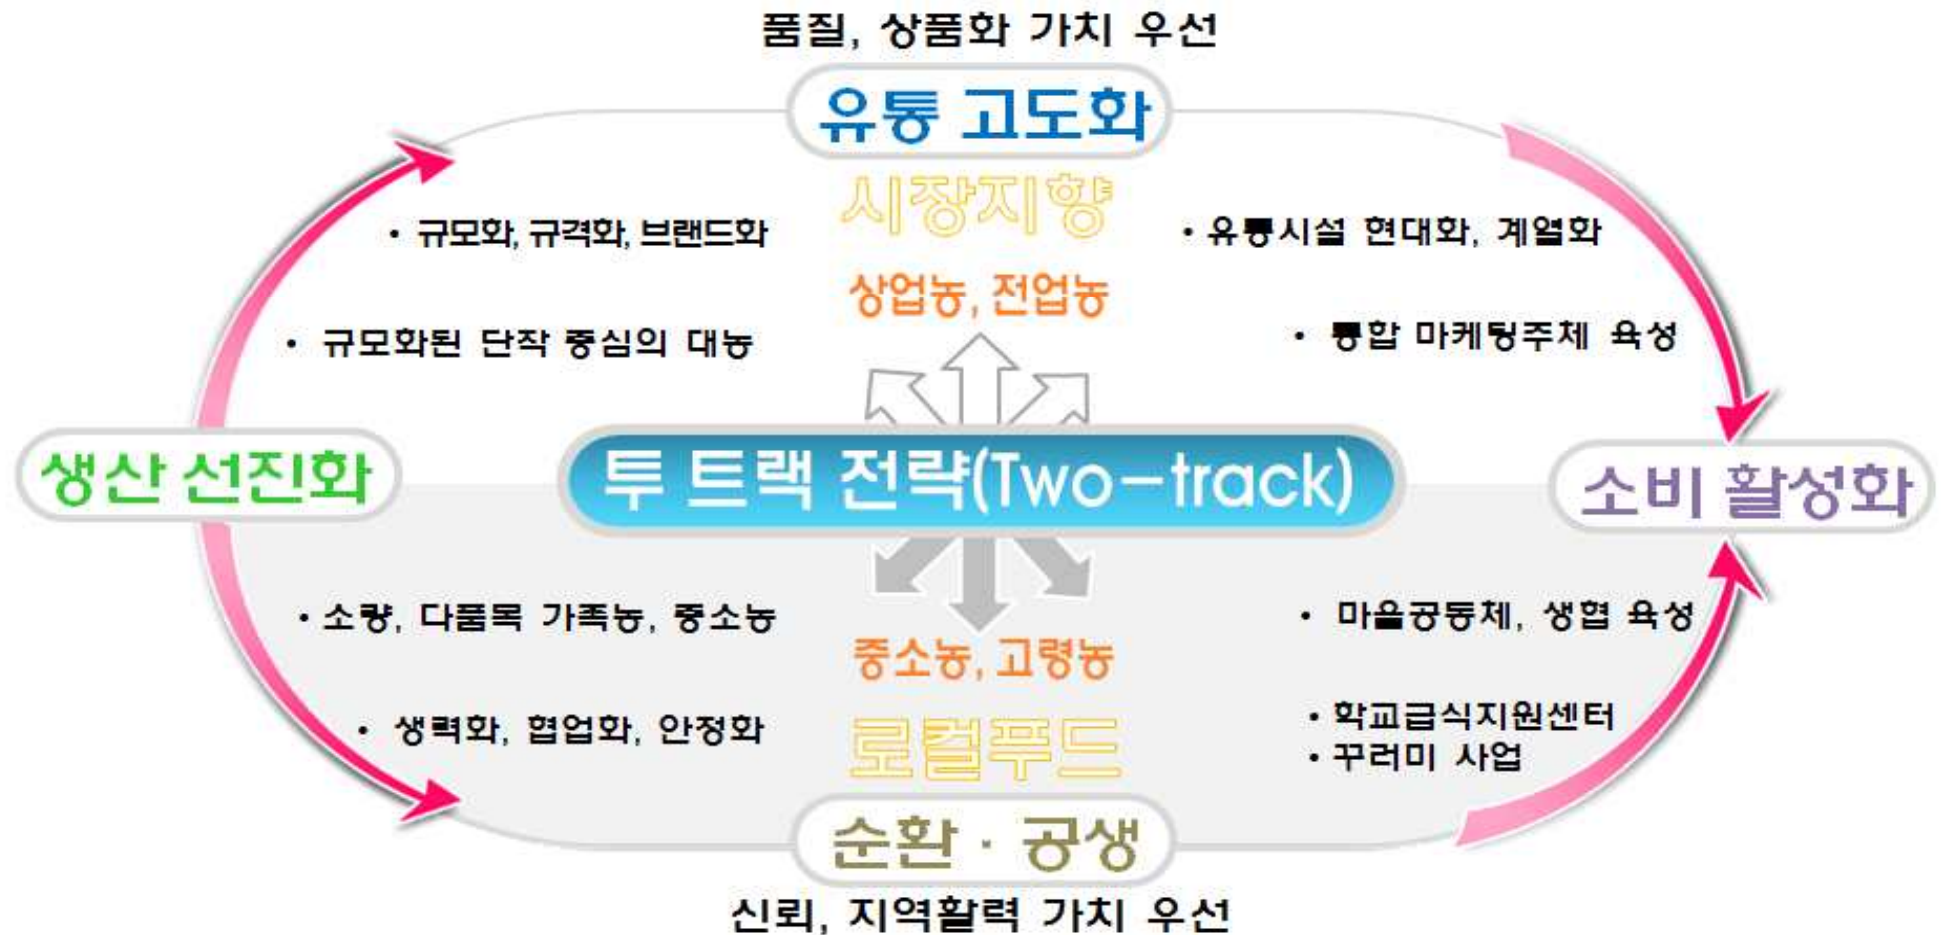 품질, 상품화 가치 우선
유통 고도화
시장지향
• 규모화, 규격화, 브랜드화
• 유통시설 현대화, 계열화
상업농, 전업농
• 규모화된 단작 중심의 대농
• 통합 마케팅주체 육성
생산 선진화
투 트랙 전략(Two-track)
소비 활성화
• 소량, 다품목 가족농, 중소농
• 마을공동체, 생협 육성
중소농, 고령농
• 생력화, 협업화, 안정화
로컬푸드
• 학교급식지원센터
• 꾸러미 사업
순환 · 공생
신뢰, 지역활력 가치 우선